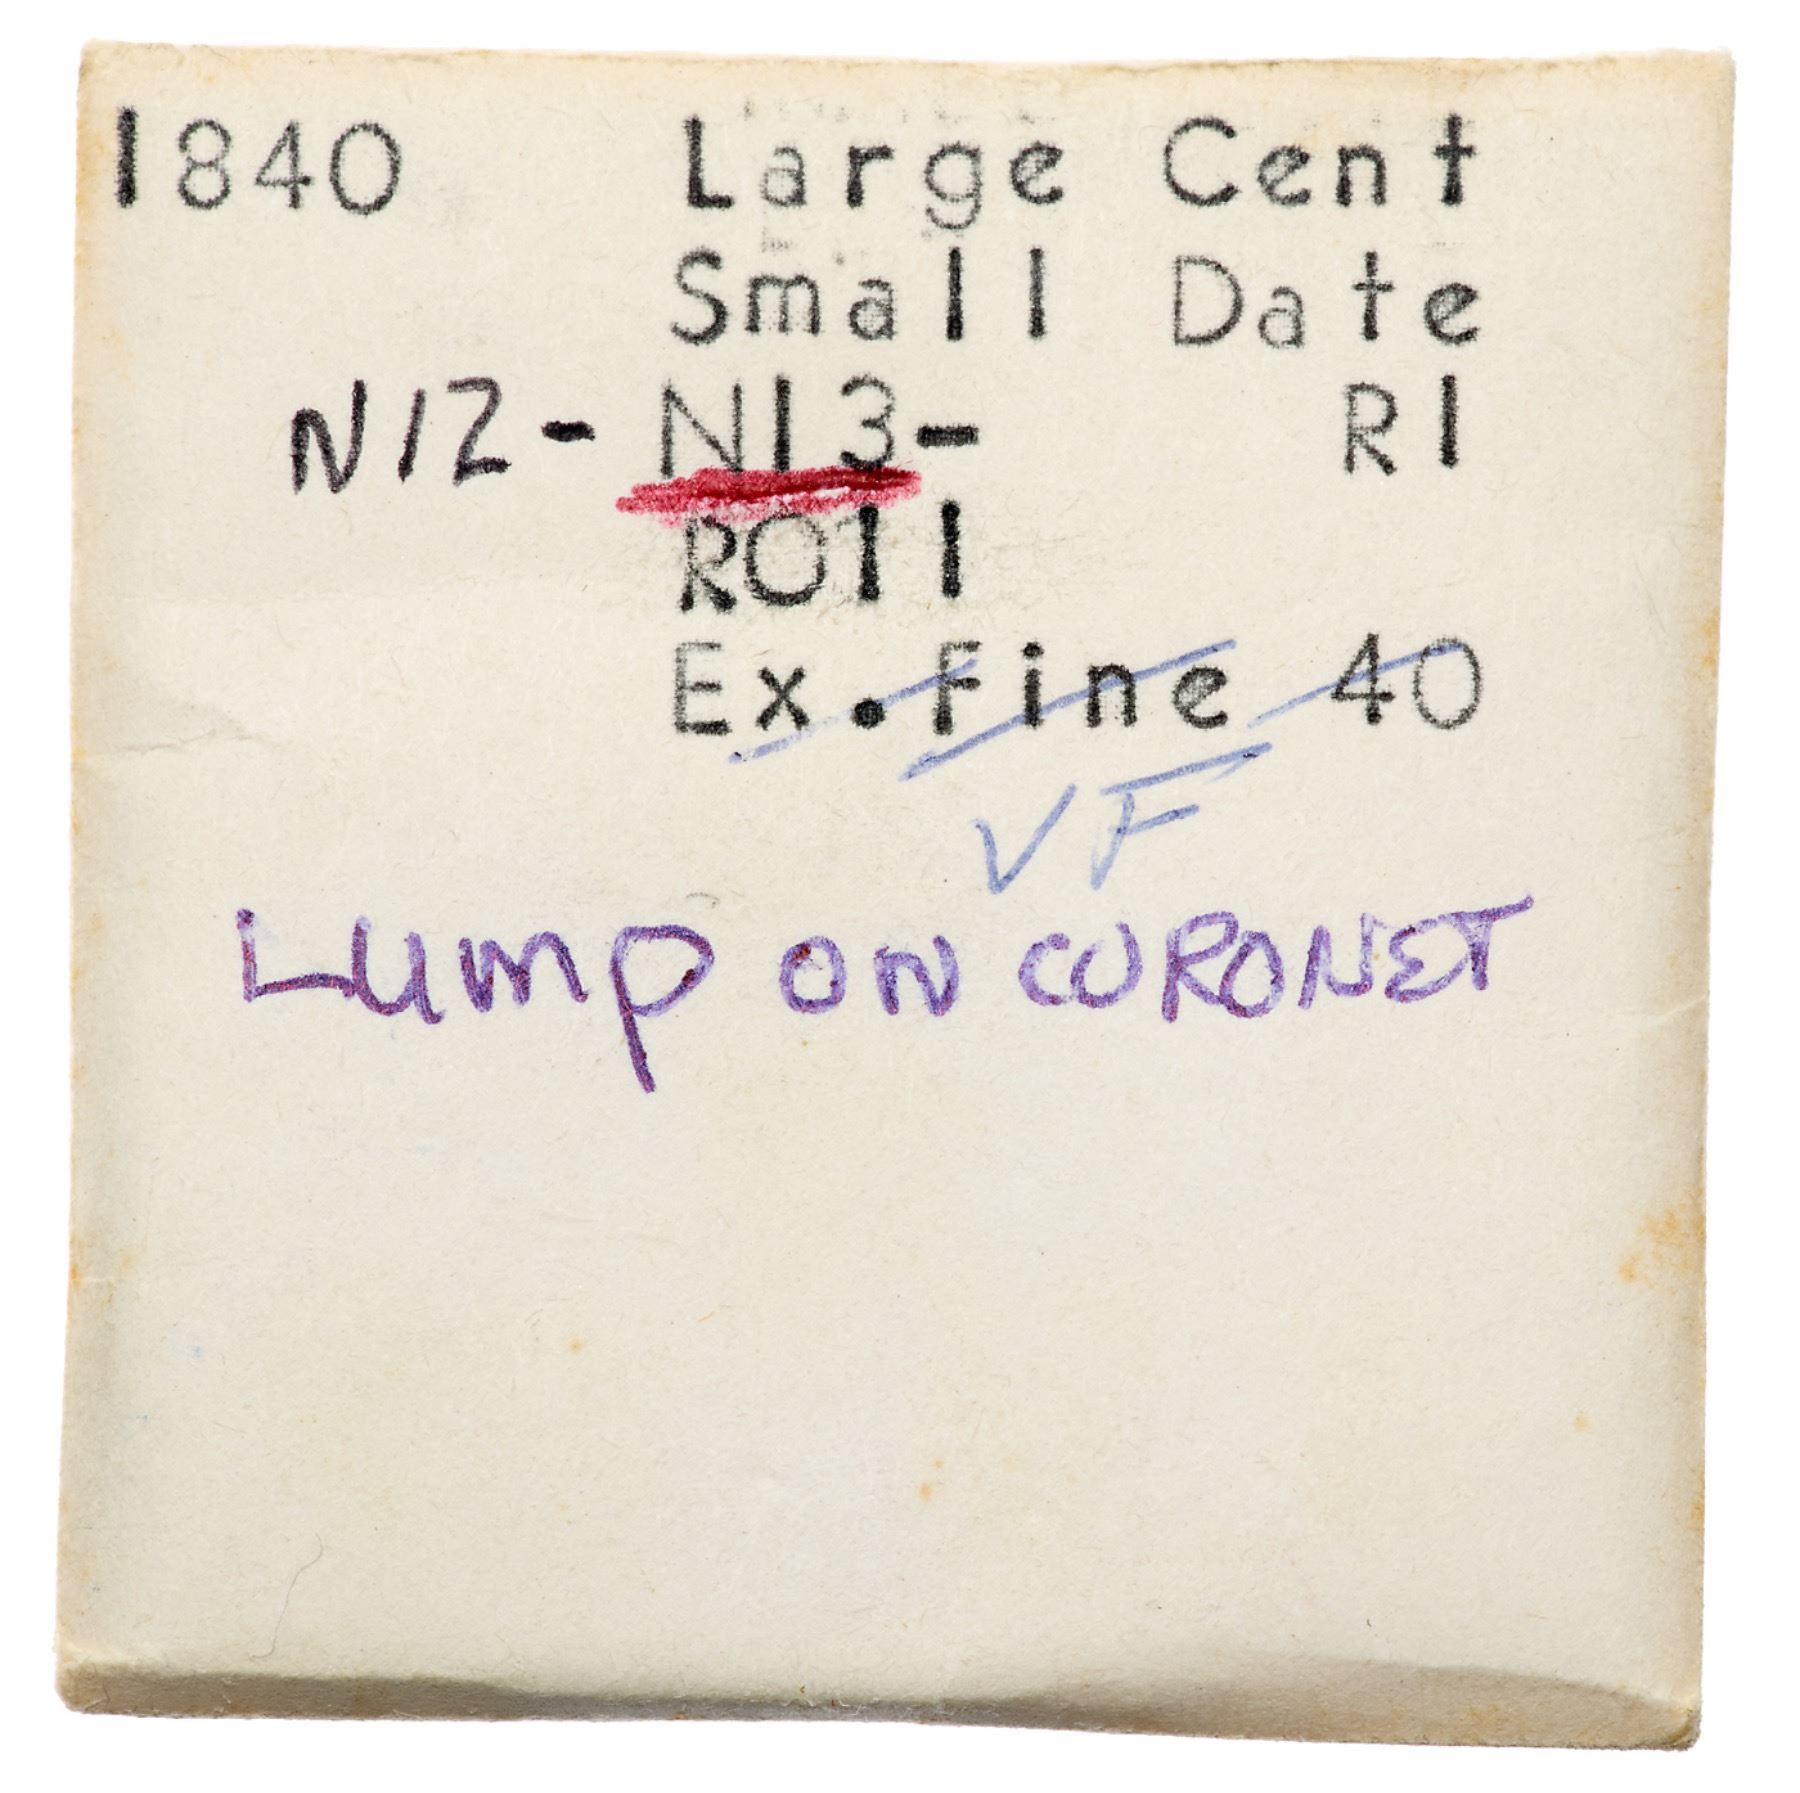 1840 Large Cent
Small Date
N12- N13- R1
R011
Ex. Fine 40
VF
Lump on CORONET